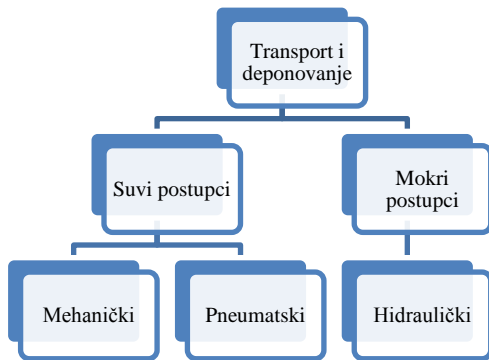 Transport i
deponovanje
Suvi postupci
Mokri
postupci
Mehanički
Pneumatski
Hidraulički